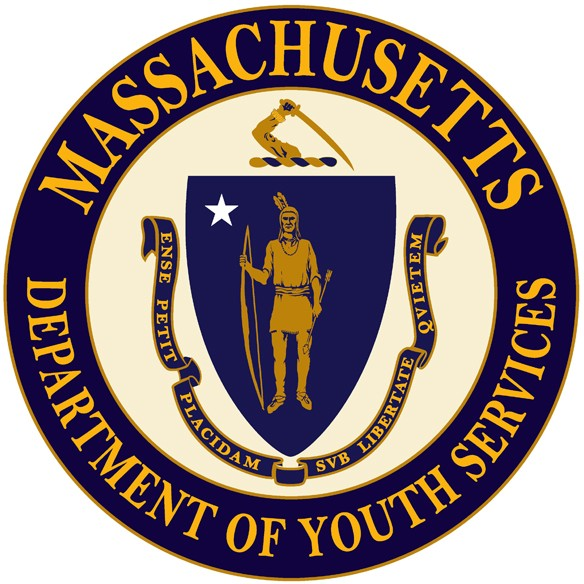 MASSACHUSETTS
DEPARTMENT OF YOUTH SERVICES
ENSE PETIT PLACIDAM SVB LIBERTATE QVIETEM